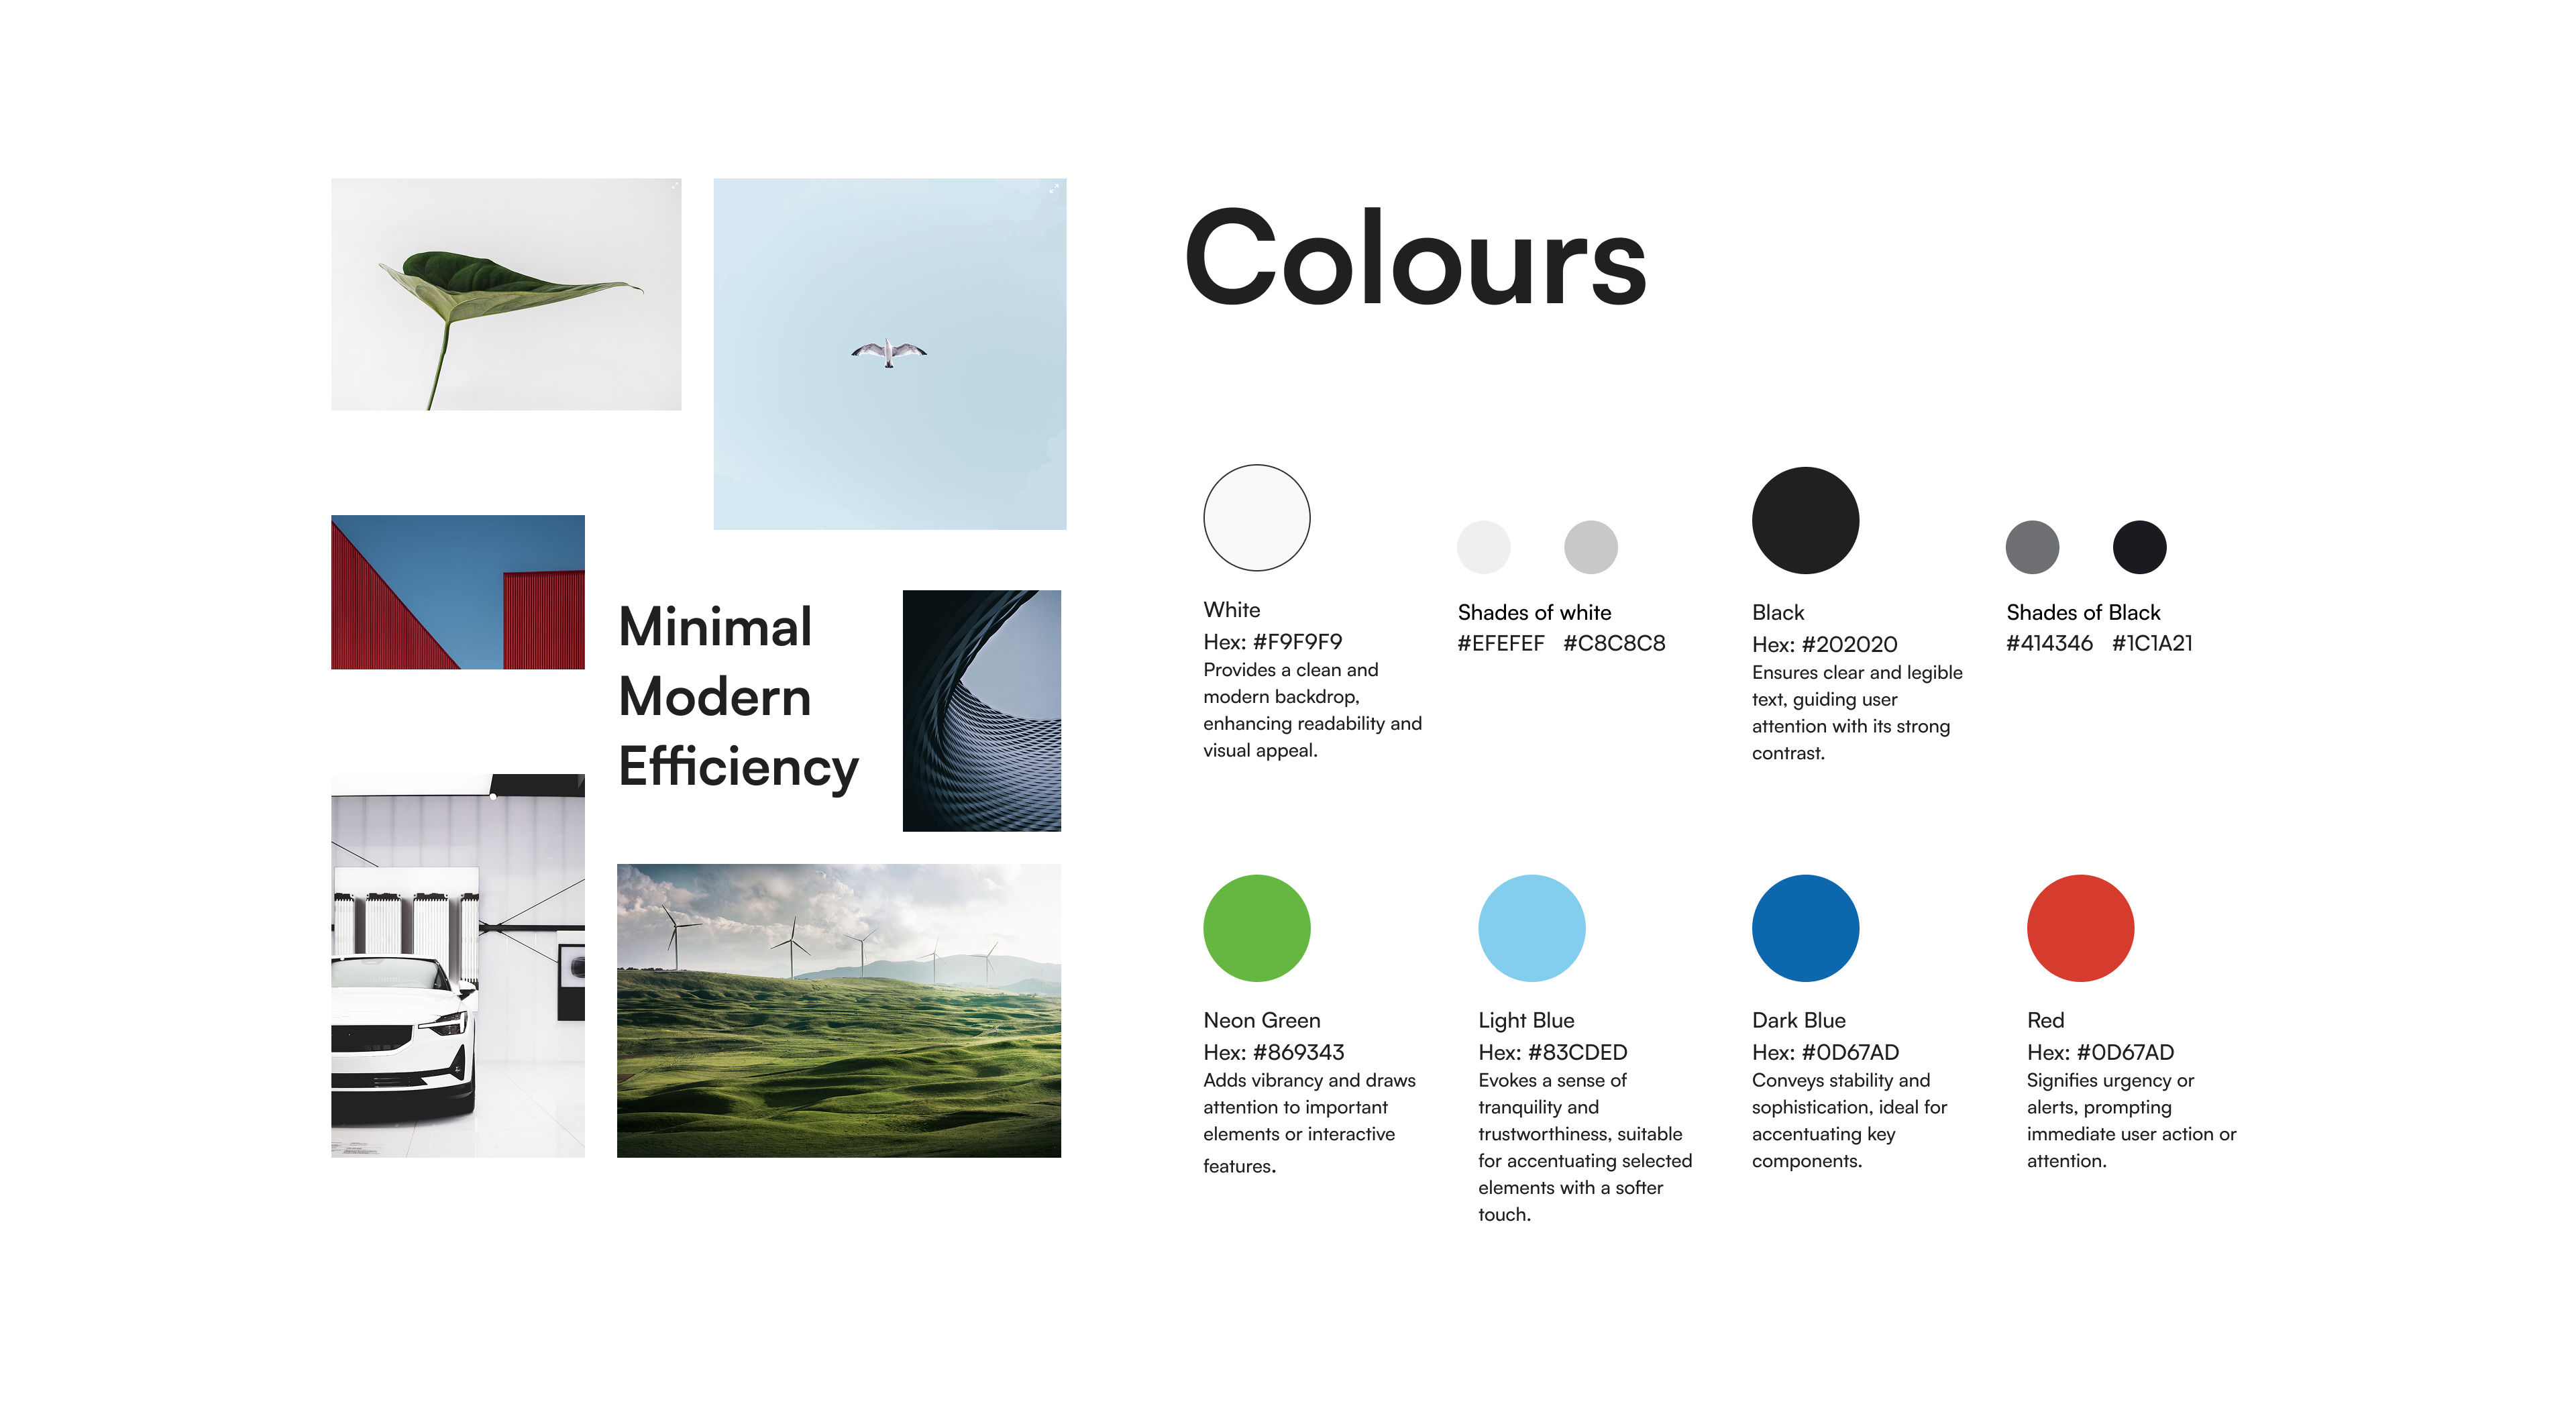 Colours
Minimal
Modern
Efficiency
White
Hex: #F9F9F9
Provides a clean and
modern backdrop,
enhancing readability and
visual appeal.
Shades of white
#EFEFEF #C8C8C8
Black
Hex: #202020
Ensures clear and legible
text, guiding user
attention with its strong
contrast.
Shades of Black
#414346 #1C1A21
Neon Green
Hex: #869343
Adds vibrancy and draws
attention to important
elements or interactive
features.
Light Blue
Hex: #83CDED
Evokes a sense of
tranquility and
trustworthiness, suitable
for accentuating selected
elements with a softer
touch.
Dark Blue
Hex: #0D67AD
Conveys stability and
sophistication, ideal for
accentuating key
components.
Red
Hex: #0D67AD
Signifies urgency or
alerts, prompting
immediate user action or
attention.